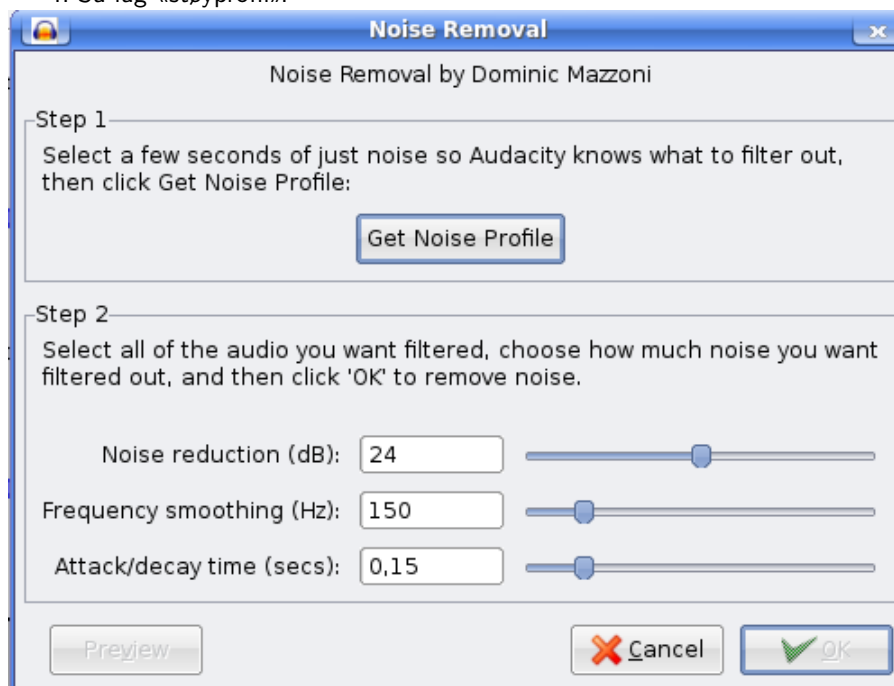 Noise Removal
Noise Removal by Dominic Mazzoni
Step 1
Select a few seconds of just noise so Audacity knows what to filter out,
then click Get Noise Profile:
Get Noise Profile
Step 2
Select all of the audio you want filtered, choose how much noise you want
filtered out, and then click 'OK' to remove noise.
Noise reduction (dB): 24
Frequency smoothing (Hz): 150
Attack/decay time (secs): 0,15
Preview Cancel OK